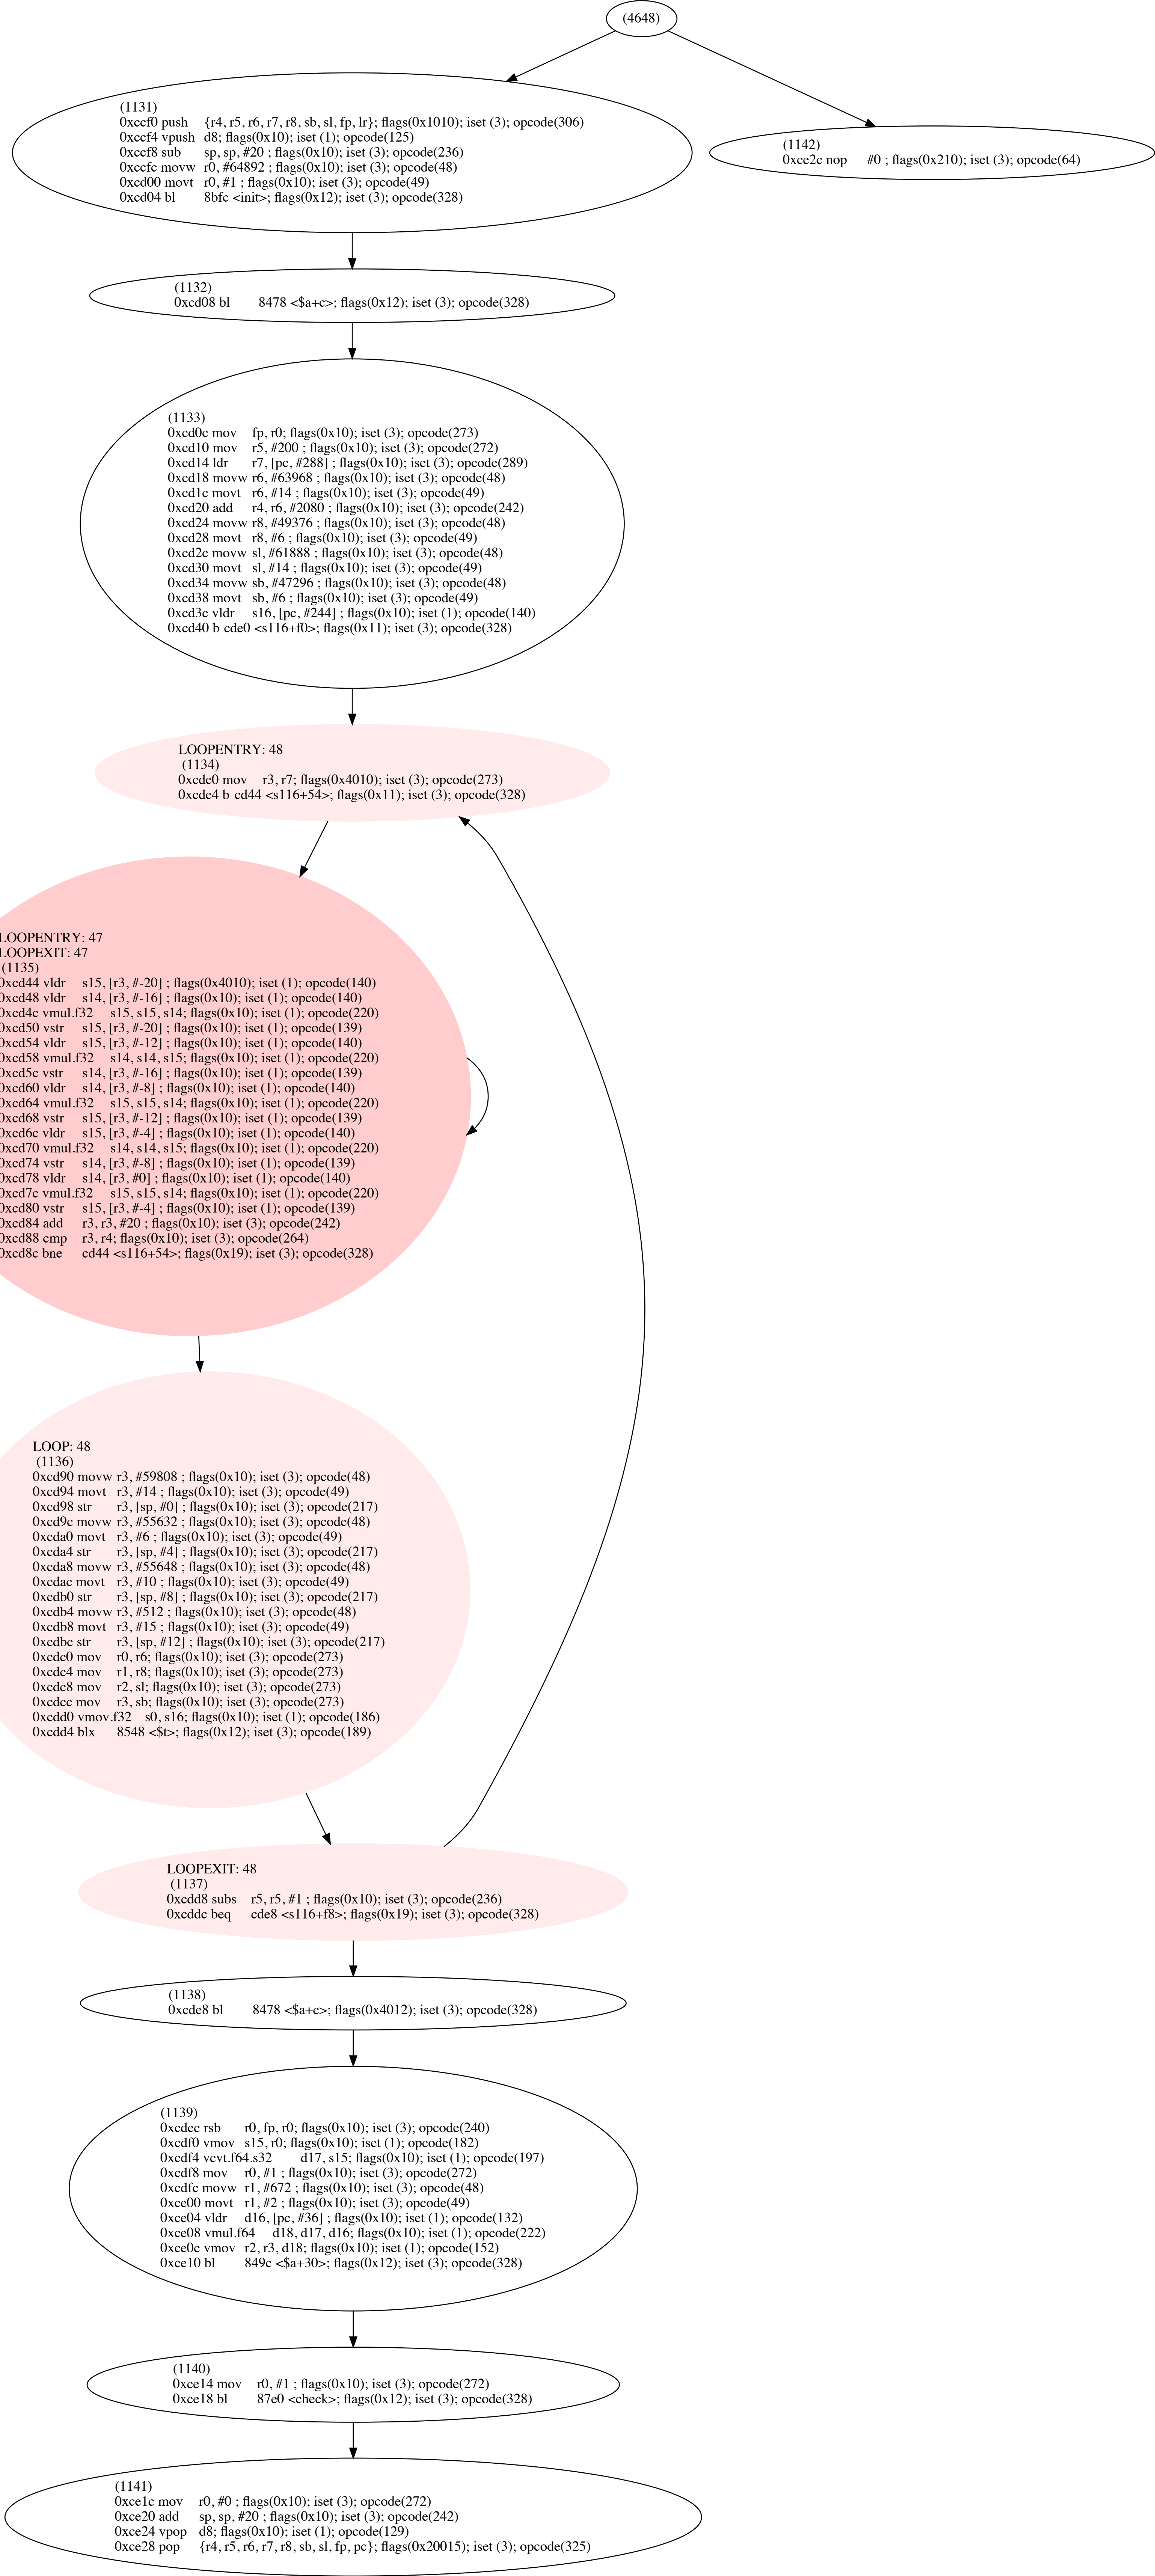 (4648)
(1131)
0xccf0 push {r4, r5, r6, r7, r8, sb, sl, fp, lr}; flags(0x1010); iset (3); opcode(306)
0xccf4 vpush d8; flags(0x10); iset (1); opcode(125)
0xccf8 sub sp, sp, #20 ; flags(0x10); iset (3); opcode(236)
0xccfc movw r0, #64892 ; flags(0x10); iset (3); opcode(48)
0xcd00 movt r0, #1 ; flags(0x10); iset (3); opcode(49)
0xcd04 bl 8bfc <init>; flags(0x12); iset (3); opcode(328)
(1142)
0xce2c nop #0 ; flags(0x210); iset (3); opcode(64)
(1132)
0xcd08 bl 8478 <$a+c>; flags(0x12); iset (3); opcode(328)
(1133)
0xcd0c mov fp, r0; flags(0x10); iset (3); opcode(273)
0xcd10 mov r5, #200 ; flags(0x10); iset (3); opcode(272)
0xcd14 ldr r7, [pc, #288] ; flags(0x10); iset (3); opcode(289)
0xcd18 movw r6, #63968 ; flags(0x10); iset (3); opcode(48)
0xcd1c movt r6, #14 ; flags(0x10); iset (3); opcode(49)
0xcd20 add r4, r6, #2080 ; flags(0x10); iset (3); opcode(242)
0xcd24 movw r8, #49376 ; flags(0x10); iset (3); opcode(48)
0xcd28 movt r8, #6 ; flags(0x10); iset (3); opcode(49)
0xcd2c movw sl, #61888 ; flags(0x10); iset (3); opcode(48)
0xcd30 movt sl, #14 ; flags(0x10); iset (3); opcode(49)
0xcd34 movw sb, #47296 ; flags(0x10); iset (3); opcode(48)
0xcd38 movt sb, #6 ; flags(0x10); iset (3); opcode(49)
0xcd3c vldr s16, [pc, #244] ; flags(0x10); iset (1); opcode(140)
0xcd40 b cde0 <s116+f0>; flags(0x11); iset (3); opcode(328)
LOOPENTRY: 48
(1134)
0xcde0 mov r3, r7; flags(0x4010); iset (3); opcode(273)
0xcde4 b cd44 <s116+54>; flags(0x11); iset (3); opcode(328)
LOOPENTRY: 47
LOOPEXIT: 47
(1135)
0xcd44 vldr s15, [r3, #-20] ; flags(0x4010); iset (1); opcode(140)
0xcd48 vldr s14, [r3, #-16] ; flags(0x10); iset (1); opcode(140)
0xcd4c vmul.f32 s15, s15, s14; flags(0x10); iset (1); opcode(220)
0xcd50 vstr s15, [r3, #-20] ; flags(0x10); iset (1); opcode(139)
0xcd54 vldr s15, [r3, #-12] ; flags(0x10); iset (1); opcode(140)
0xcd58 vmul.f32 s14, s14, s15; flags(0x10); iset (1); opcode(220)
0xcd5c vstr s14, [r3, #-16] ; flags(0x10); iset (1); opcode(139)
0xcd60 vldr s14, [r3, #-8] ; flags(0x10); iset (1); opcode(140)
0xcd64 vmul.f32 s15, s15, s14; flags(0x10); iset (1); opcode(220)
0xcd68 vstr s15, [r3, #-12] ; flags(0x10); iset (1); opcode(139)
0xcd6c vldr s15, [r3, #-4] ; flags(0x10); iset (1); opcode(140)
0xcd70 vmul.f32 s14, s14, s15; flags(0x10); iset (1); opcode(220)
0xcd74 vstr s14, [r3, #-8] ; flags(0x10); iset (1); opcode(139)
0xcd78 vldr s14, [r3, #0] ; flags(0x10); iset (1); opcode(140)
0xcd7c vmul.f32 s15, s15, s14; flags(0x10); iset (1); opcode(220)
0xcd80 vstr s15, [r3, #-4] ; flags(0x10); iset (1); opcode(139)
0xcd84 add r3, r3, #20 ; flags(0x10); iset (3); opcode(242)
0xcd88 cmp r3, r4; flags(0x10); iset (3); opcode(264)
0xcd8c bne cd44 <s116+54>; flags(0x19); iset (3); opcode(328)
LOOP: 48
(1136)
0xcd90 movw r3, #59808 ; flags(0x10); iset (3); opcode(48)
0xcd94 movt r3, #14 ; flags(0x10); iset (3); opcode(49)
0xcd98 str r3, [sp, #0] ; flags(0x10); iset (3); opcode(217)
0xcd9c movw r3, #55632 ; flags(0x10); iset (3); opcode(48)
0xcda0 movt r3, #6 ; flags(0x10); iset (3); opcode(49)
0xcda4 str r3, [sp, #4] ; flags(0x10); iset (3); opcode(217)
0xcda8 movw r3, #55648 ; flags(0x10); iset (3); opcode(48)
0xcdac movt r3, #10 ; flags(0x10); iset (3); opcode(49)
0xcdb0 str r3, [sp, #8] ; flags(0x10); iset (3); opcode(217)
0xcdb4 movw r3, #512 ; flags(0x10); iset (3); opcode(48)
0xcdb8 movt r3, #15 ; flags(0x10); iset (3); opcode(49)
0xcdbc str r3, [sp, #12] ; flags(0x10); iset (3); opcode(217)
0xcdc0 mov r0, r6; flags(0x10); iset (3); opcode(273)
0xcdc4 mov r1, r8; flags(0x10); iset (3); opcode(273)
0xcdc8 mov r2, sl; flags(0x10); iset (3); opcode(273)
0xcdcc mov r3, sb; flags(0x10); iset (3); opcode(273)
0xcdd0 vmov.f32 s0, s16; flags(0x10); iset (1); opcode(186)
0xcdd4 blx 8548 <$t>; flags(0x12); iset (3); opcode(189)
LOOPEXIT: 48
(1137)
0xcdd8 subs r5, r5, #1 ; flags(0x10); iset (3); opcode(236)
0xcddc beq cde8 <s116+f8>; flags(0x19); iset (3); opcode(328)
(1138)
0xcde8 bl 8478 <$a+c>; flags(0x4012); iset (3); opcode(328)
(1139)
0xcdec rsb r0, fp, r0; flags(0x10); iset (3); opcode(240)
0xcdf0 vmov s15, r0; flags(0x10); iset (1); opcode(182)
0xcdf4 vcvt.f64.s32 d17, s15; flags(0x10); iset (1); opcode(197)
0xcdf8 mov r0, #1 ; flags(0x10); iset (3); opcode(272)
0xcdfc movw r1, #672 ; flags(0x10); iset (3); opcode(48)
0xce00 movt r1, #2 ; flags(0x10); iset (3); opcode(49)
0xce04 vldr d16, [pc, #36] ; flags(0x10); iset (1); opcode(132)
0xce08 vmul.f64 d18, d17, d16; flags(0x10); iset (1); opcode(222)
0xce0c vmov r2, r3, d18; flags(0x10); iset (1); opcode(152)
0xce10 bl 849c <$a+30>; flags(0x12); iset (3); opcode(328)
(1140)
0xce14 mov r0, #1 ; flags(0x10); iset (3); opcode(272)
0xce18 bl 87e0 <check>; flags(0x12); iset (3); opcode(328)
(1141)
0xce1c mov r0, #0 ; flags(0x10); iset (3); opcode(272)
0xce20 add sp, sp, #20 ; flags(0x10); iset (3); opcode(242)
0xce24 vpop d8; flags(0x10); iset (1); opcode(129)
0xce28 pop {r4, r5, r6, r7, r8, sb, sl, fp, pc}; flags(0x20015); iset (3); opcode(325)